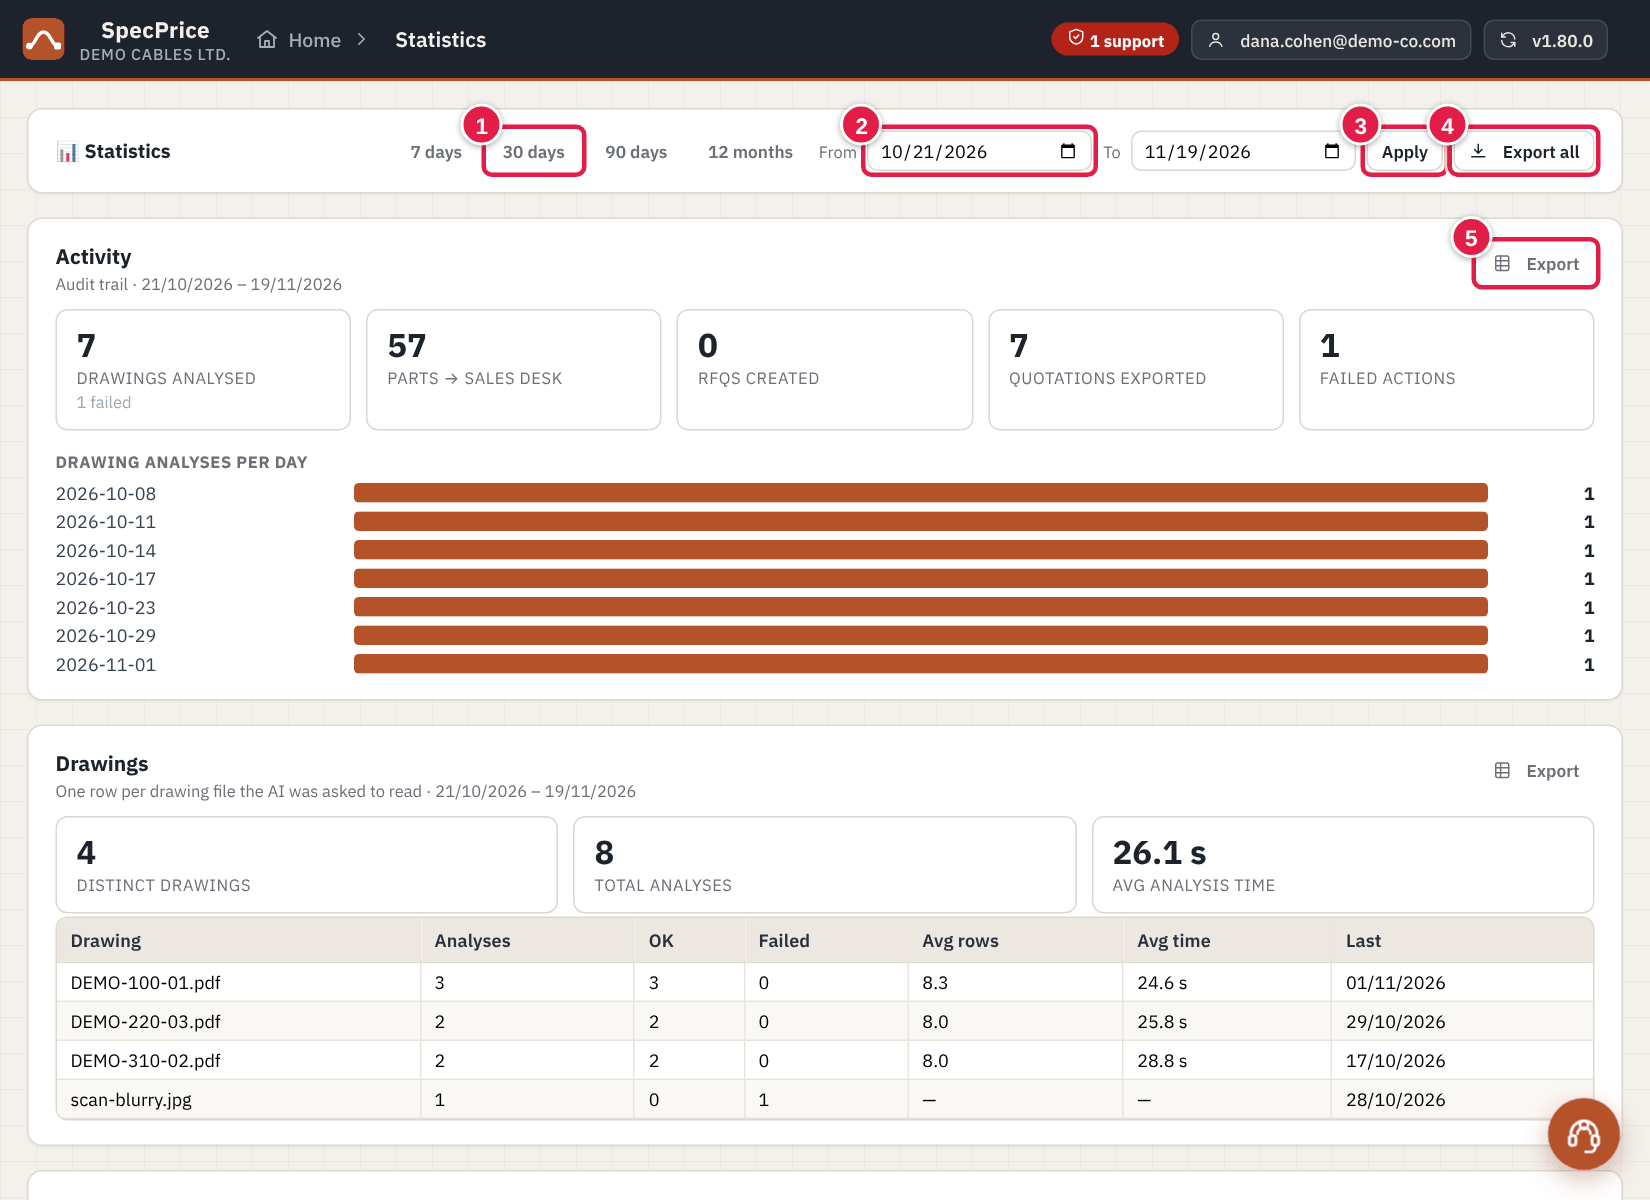 SpecPrice
DEMO CABLES LTD.
Home
Statistics
1 support
dana.cohen@demo-co.com
v1.80.0
1
2
3
4
📊 Statistics
7 days
30 days
90 days
12 months
From
10/21/2026
To
11/19/2026
Apply
Export all
5
Activity
Export
Audit trail · 21/10/2026 – 19/11/2026
7
DRAWINGS ANALYSED
1 failed
57
PARTS → SALES DESK
0
RFQS CREATED
7
QUOTATIONS EXPORTED
1
FAILED ACTIONS
DRAWING ANALYSES PER DAY
2026-10-08 1
2026-10-11 1
2026-10-14 1
2026-10-17 1
2026-10-23 1
2026-10-29 1
2026-11-01 1
Drawings
Export
One row per drawing file the AI was asked to read · 21/10/2026 – 19/11/2026
4
DISTINCT DRAWINGS
8
TOTAL ANALYSES
26.1 s
AVG ANALYSIS TIME
Drawing Analyses OK Failed Avg rows Avg time Last
DEMO-100-01.pdf 3 3 0 8.3 24.6 s 01/11/2026
DEMO-220-03.pdf 2 2 0 8.0 25.8 s 29/10/2026
DEMO-310-02.pdf 2 2 0 8.0 28.8 s 17/10/2026
scan-blurry.jpg 1 0 1 — — 28/10/2026